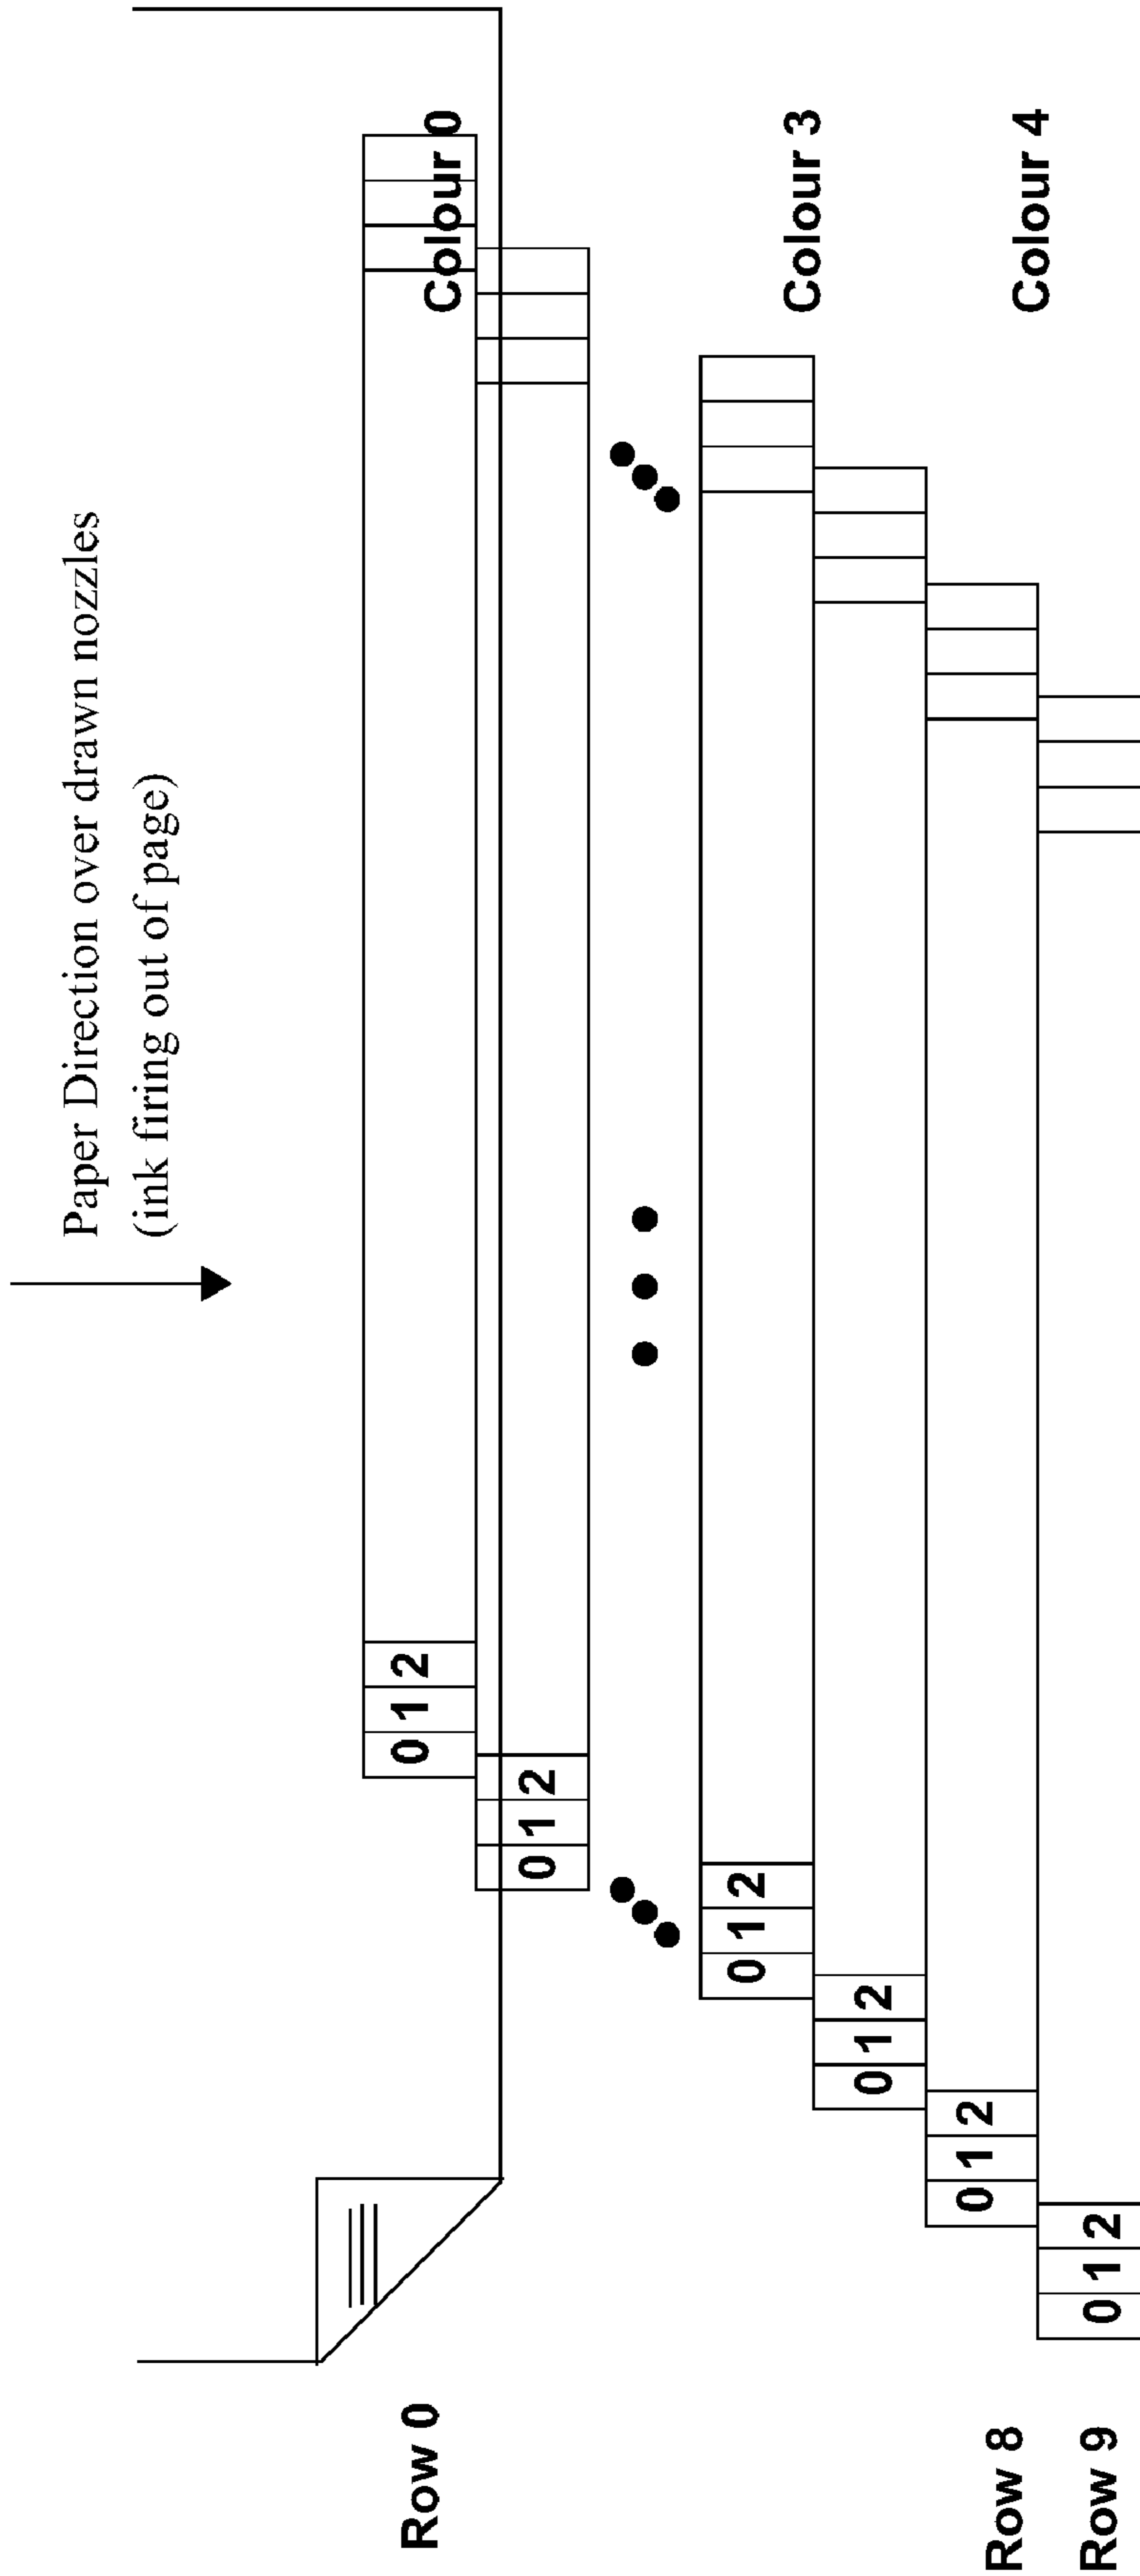 Paper Direction over drawn nozzles
(ink firing out of page)
Row 0 0 1 2 Colour 0
0 1 2
0 1 2 Colour 3
0 1 2
Row 8 0 1 2 Colour 4
Row 9 0 1 2